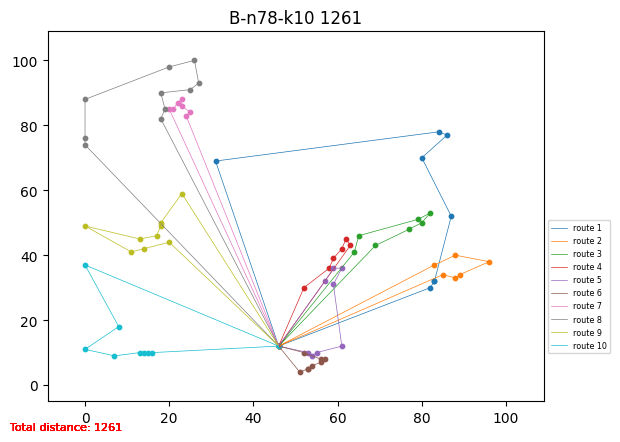 B-n78-k10 1261
100
80
60
40
20
0
0 20 40 60 80 100
route 1
route 2
route 3
route 4
route 5
route 6
route 7
route 8
route 9
route 10
Total distance: 1261